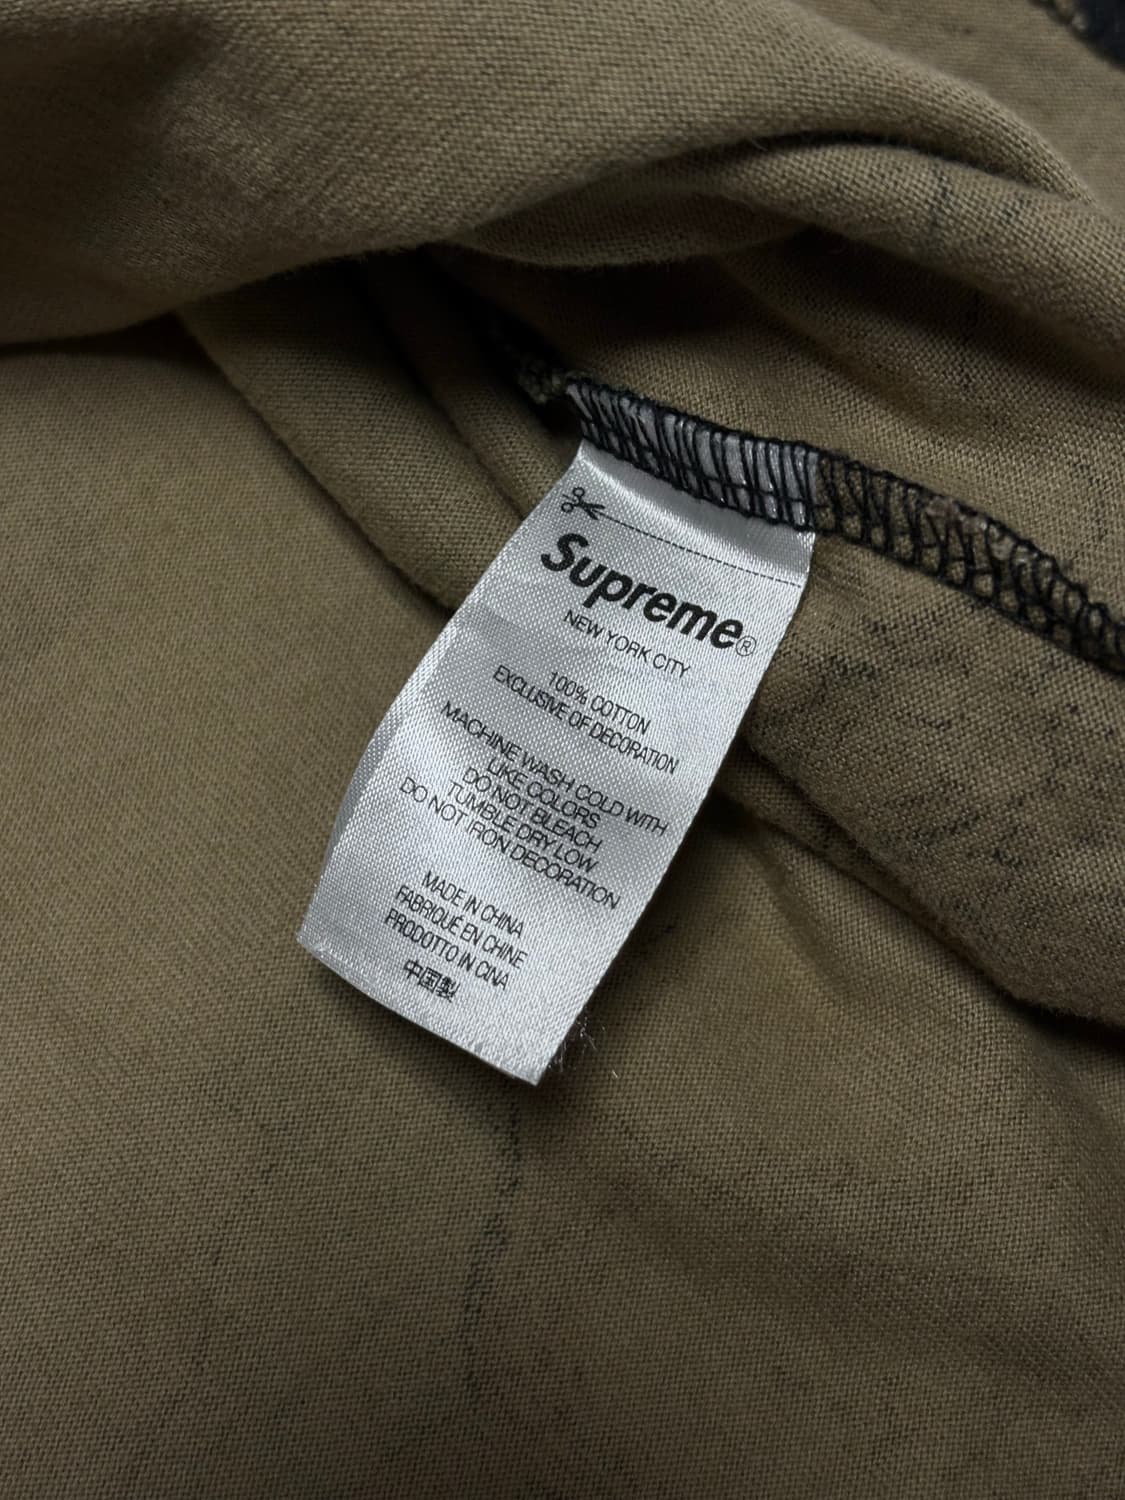 Supreme®
NEW YORK CITY
100% COTTON
EXCLUSIVE OF DECORATION
MACHINE WASH COLD WITH
LIKE COLORS
DO NOT BLEACH
TUMBLE DRY LOW
DO NOT IRON DECORATION
MADE IN CHINA
FABRIQUÉ EN CHINE
PRODOTTO IN CINA
中国製